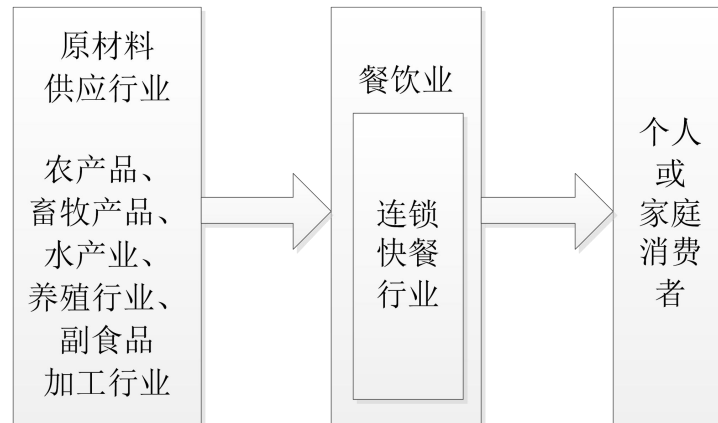 原材料
供应行业
农产品、
畜牧产品、
水产业、
养殖行业、
副食品
加工行业
餐饮业
连锁
快餐
行业
个人
或
家庭
消费
者